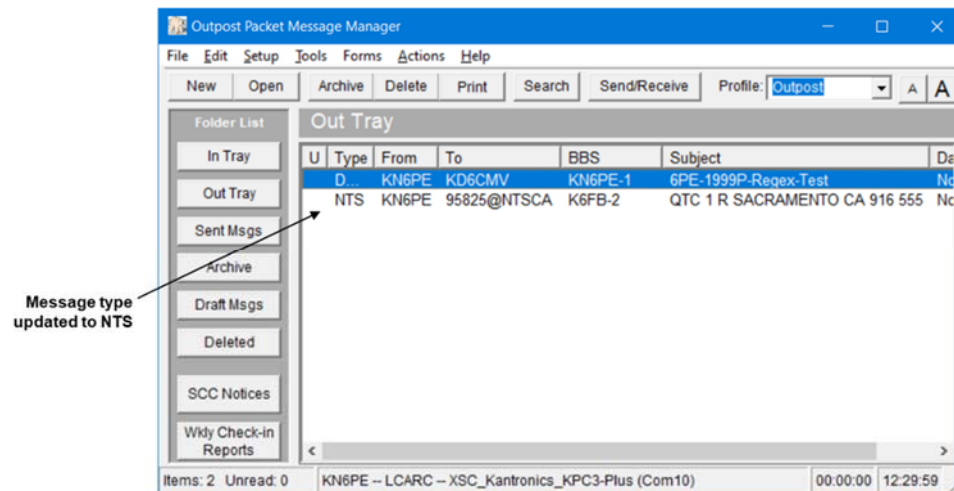 Outpost Packet Message Manager
File Edit Setup Tools Forms Actions Help
New Open Archive Delete Print Search Send/Receive Profile: Outpost A A
Folder List Out Tray
In Tray
Out Tray
Sent Msgs
Archive
Draft Msgs
Deleted
SCC Notices
Wkly Check-in
Reports
U Type From To BBS Subject Da
D... KN6PE KD6CMV KN6PE-1 6PE-1999P-Regex-Test No
NTS KN6PE 95825@NTSCA K6FB-2 QTC 1 R SACRAMENTO CA 916 555 No
Message type
updated to NTS
Items: 2 Unread: 0 KN6PE -- LCARC -- XSC_Kantronics_KPC3-Plus (Com10) 00:00:00 12:29:59